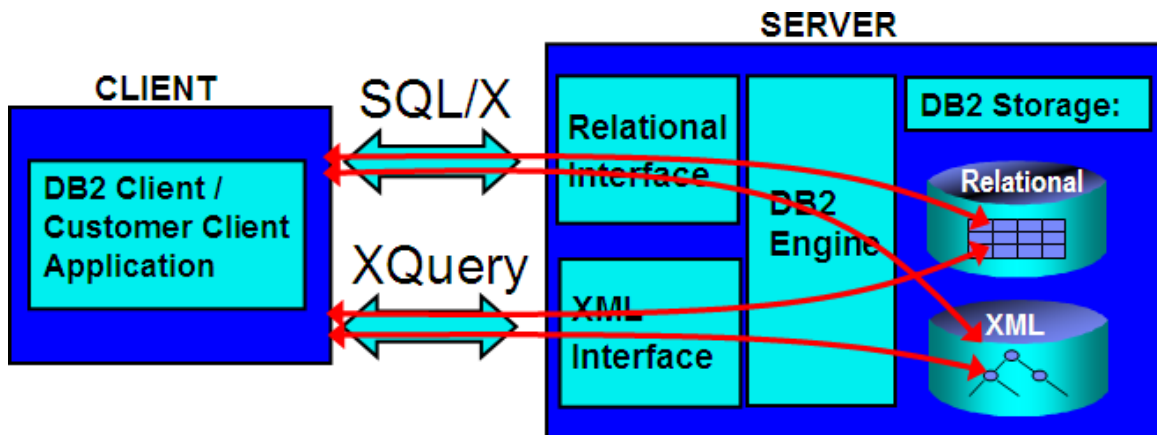 SERVER
CLIENT
SQL/X
DB2 Client /
Customer Client
Application
XQuery
Relational
Interface
XML
Interface
DB2
Engine
DB2 Storage:
Relational
XML